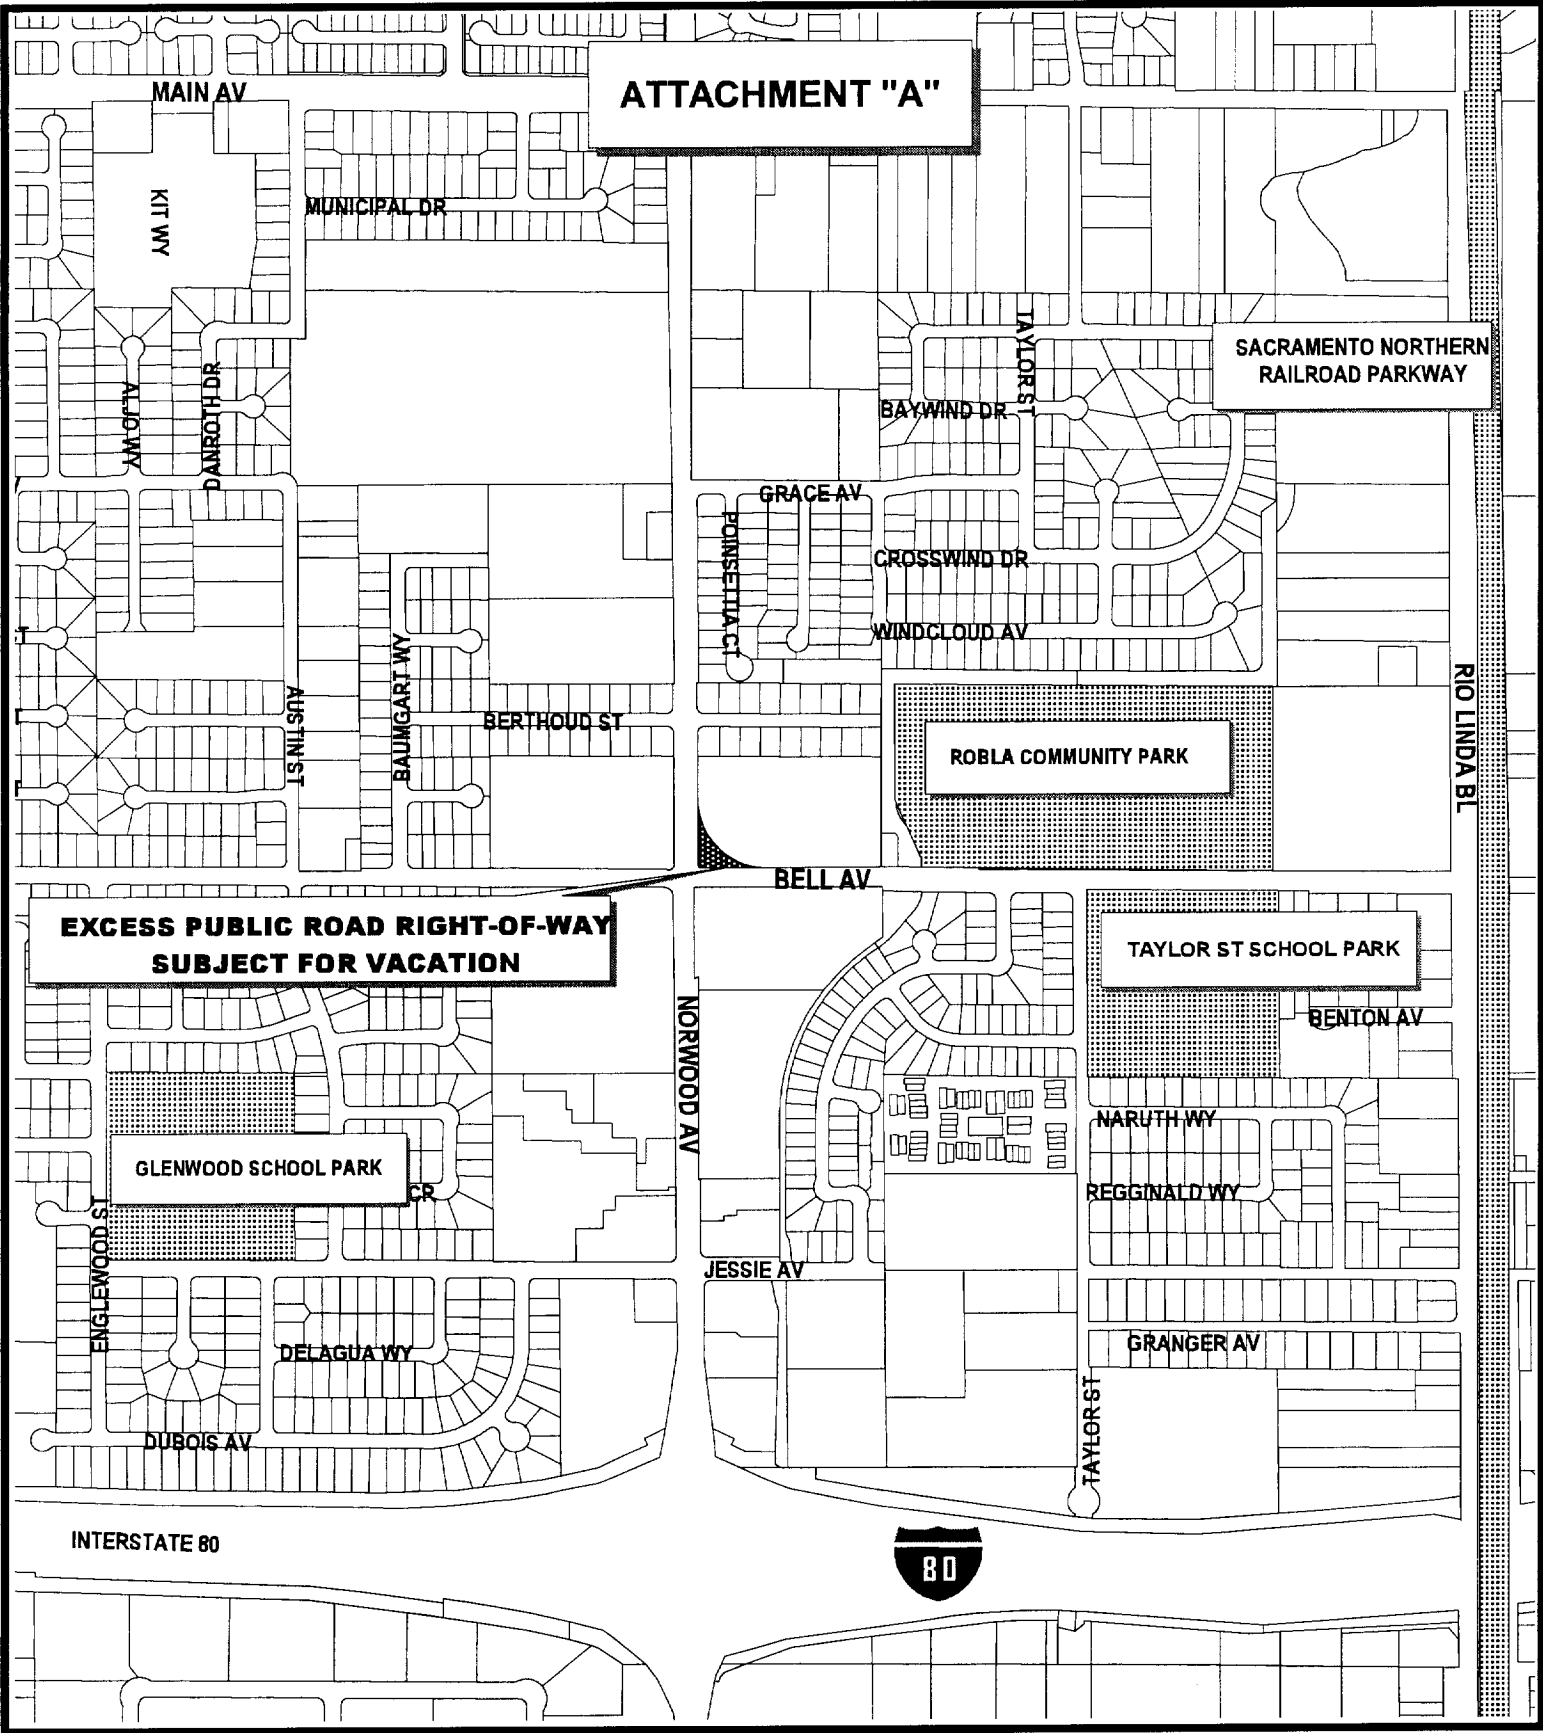 ATTACHMENT "A"
MAIN AV
KIT WY
MUNICIPAL DR
TAYLOR ST
SACRAMENTO NORTHERN
RAILROAD PARKWAY
ALJO WY
DANROTH DR
BAYWIND DR
GRACE AV
POINSETTIA CT
CROSSWIND DR
WINDCLOUD AV
AUSTIN ST
BAUMGART WY
BERTHOUD ST
ROBLA COMMUNITY PARK
RIO LINDA BL
BELL AV
EXCESS PUBLIC ROAD RIGHT-OF-WAY
SUBJECT FOR VACATION
TAYLOR ST SCHOOL PARK
NORWOOD AV
BENTON AV
NARUTH WY
GLENWOOD SCHOOL PARK
CR
REGGINALD WY
ENGLEWOOD ST
JESSIE AV
DELAGUA WY
GRANGER AV
TAYLOR ST
DUBOIS AV
INTERSTATE 80
80